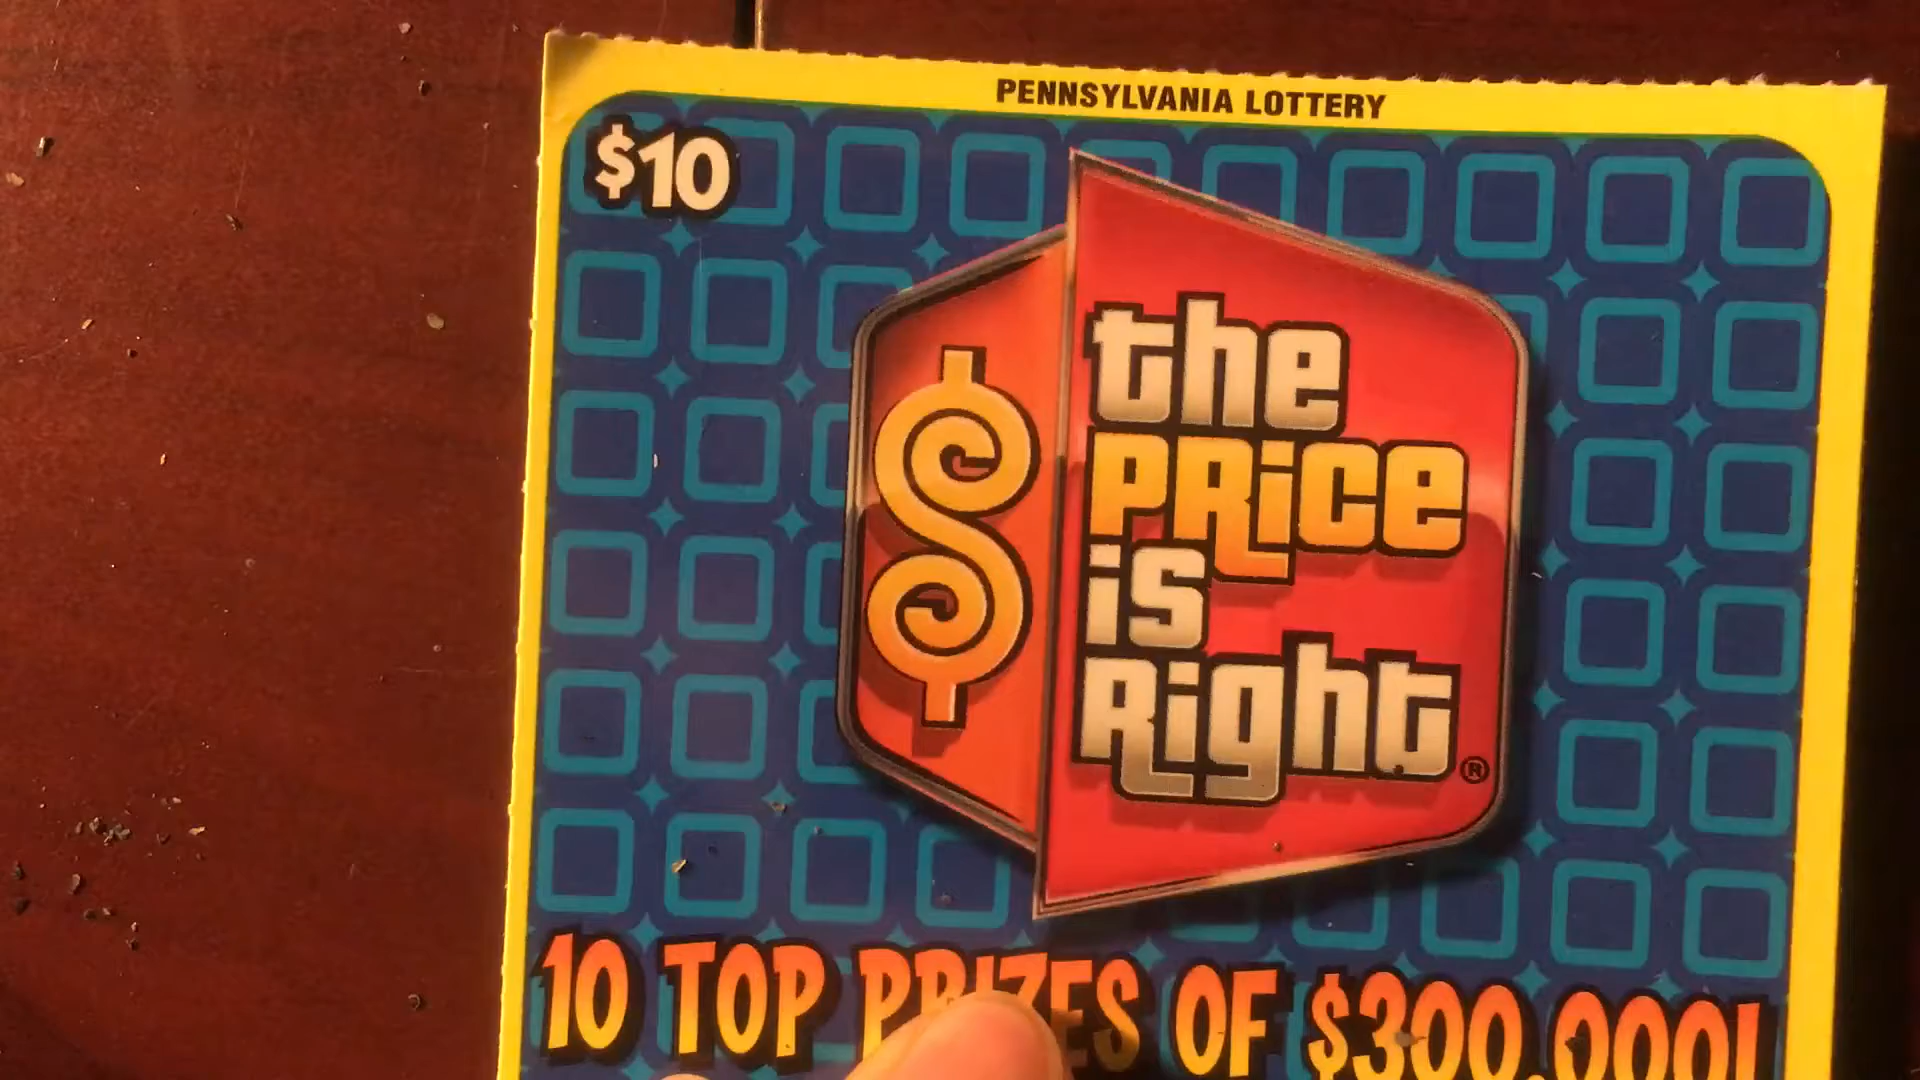 PENNSYLVANIA LOTTERY
$10
$
the
PRice
is
Right®
10 TOP PRIZES OF $300,000!